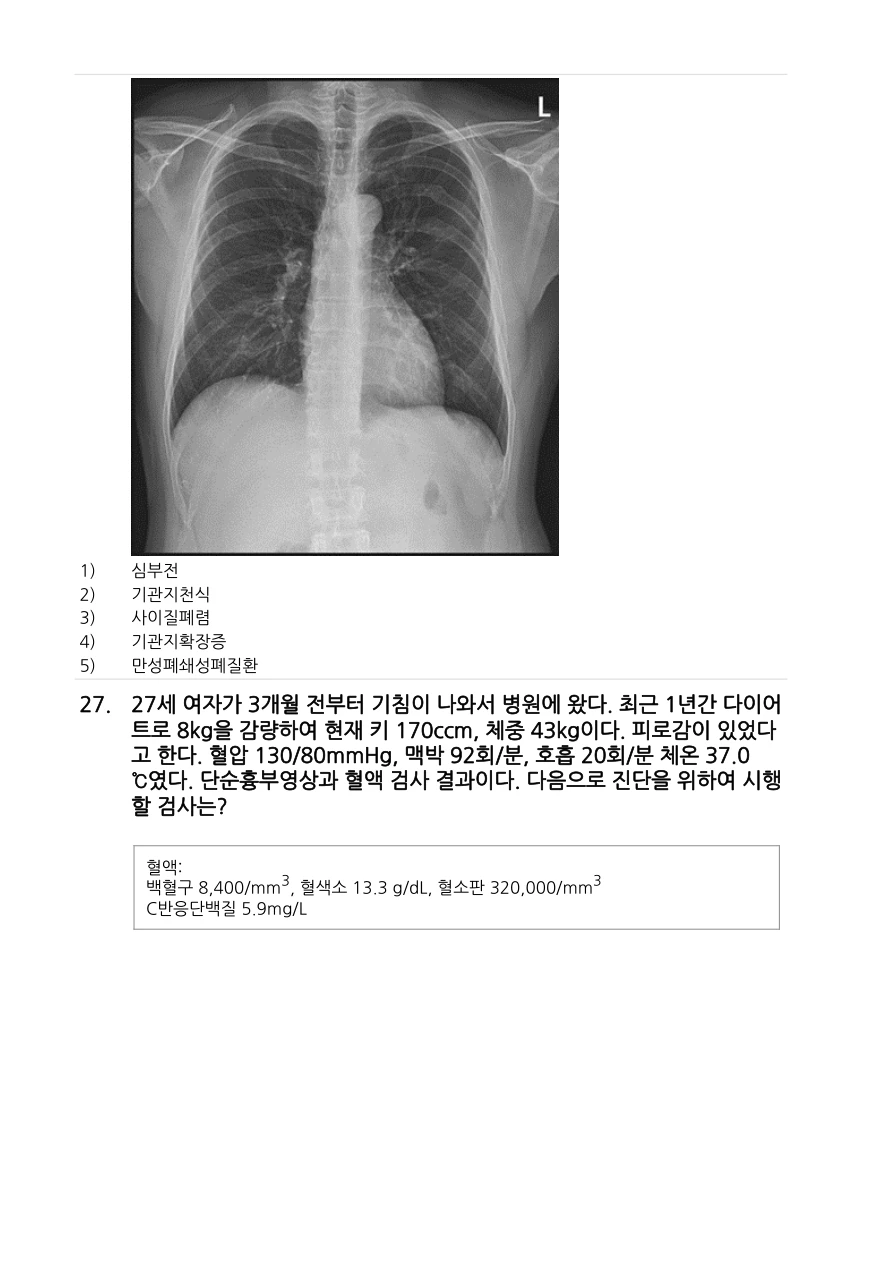 L
1) 심부전
2) 기관지천식
3) 사이질폐렴
4) 기관지확장증
5) 만성폐쇄성폐질환
27. 27세 여자가 3개월 전부터 기침이 나와서 병원에 왔다. 최근 1년간 다이어
트로 8kg을 감량하여 현재 키 170ccm, 체중 43kg이다. 피로감이 있었다
고 한다. 혈압 130/80mmHg, 맥박 92회/분, 호흡 20회/분 체온 37.0
℃였다. 단순흉부영상과 혈액 검사 결과이다. 다음으로 진단을 위하여 시행
할 검사는?
혈액:
백혈구 8,400/mm³, 혈색소 13.3 g/dL, 혈소판 320,000/mm³
C반응단백질 5.9mg/L